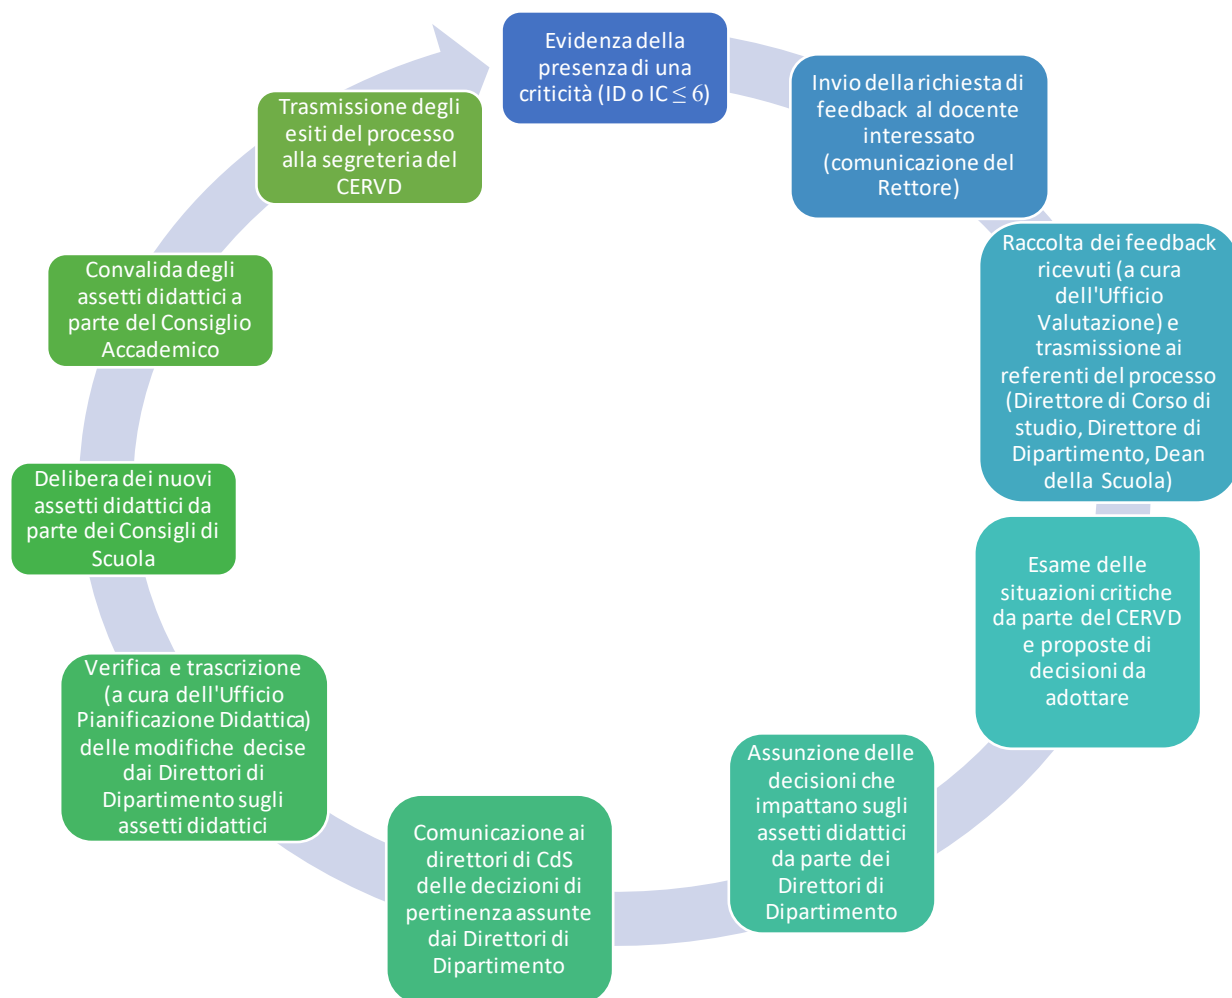 Evidenza della
presenza di una
criticità (ID o IC ≤ 6)
Invio della richiesta di
feedback al docente
interessato
(comunicazione del
Rettore)
Raccolta dei feedback
ricevuti (a cura
dell'Ufficio
Valutazione) e
trasmissione ai
referenti del processo
(Direttore di Corso di
studio, Direttore di
Dipartimento, Dean
della Scuola)
Esame delle
situazioni critiche
da parte del CERVD
e proposte di
decisioni da
adottare
Assunzione delle
decisioni che
impattano sugli
assetti didattici
da parte dei
Direttori di
Dipartimento
Comunicazione ai
direttori di CdS
delle decizioni di
pertinenza assunte
dai Direttori di
Dipartimento
Verifica e trascrizione
(a cura dell'Ufficio
Pianificazione Didattica)
delle modifiche decise
dai Direttori di
Dipartimento sugli
assetti didattici
Delibera dei nuovi
assetti didattici da
parte dei Consigli di
Scuola
Convalida degli
assetti didattici a
parte del Consiglio
Accademico
Trasmissione degli
esiti del processo
alla segreteria del
CERVD